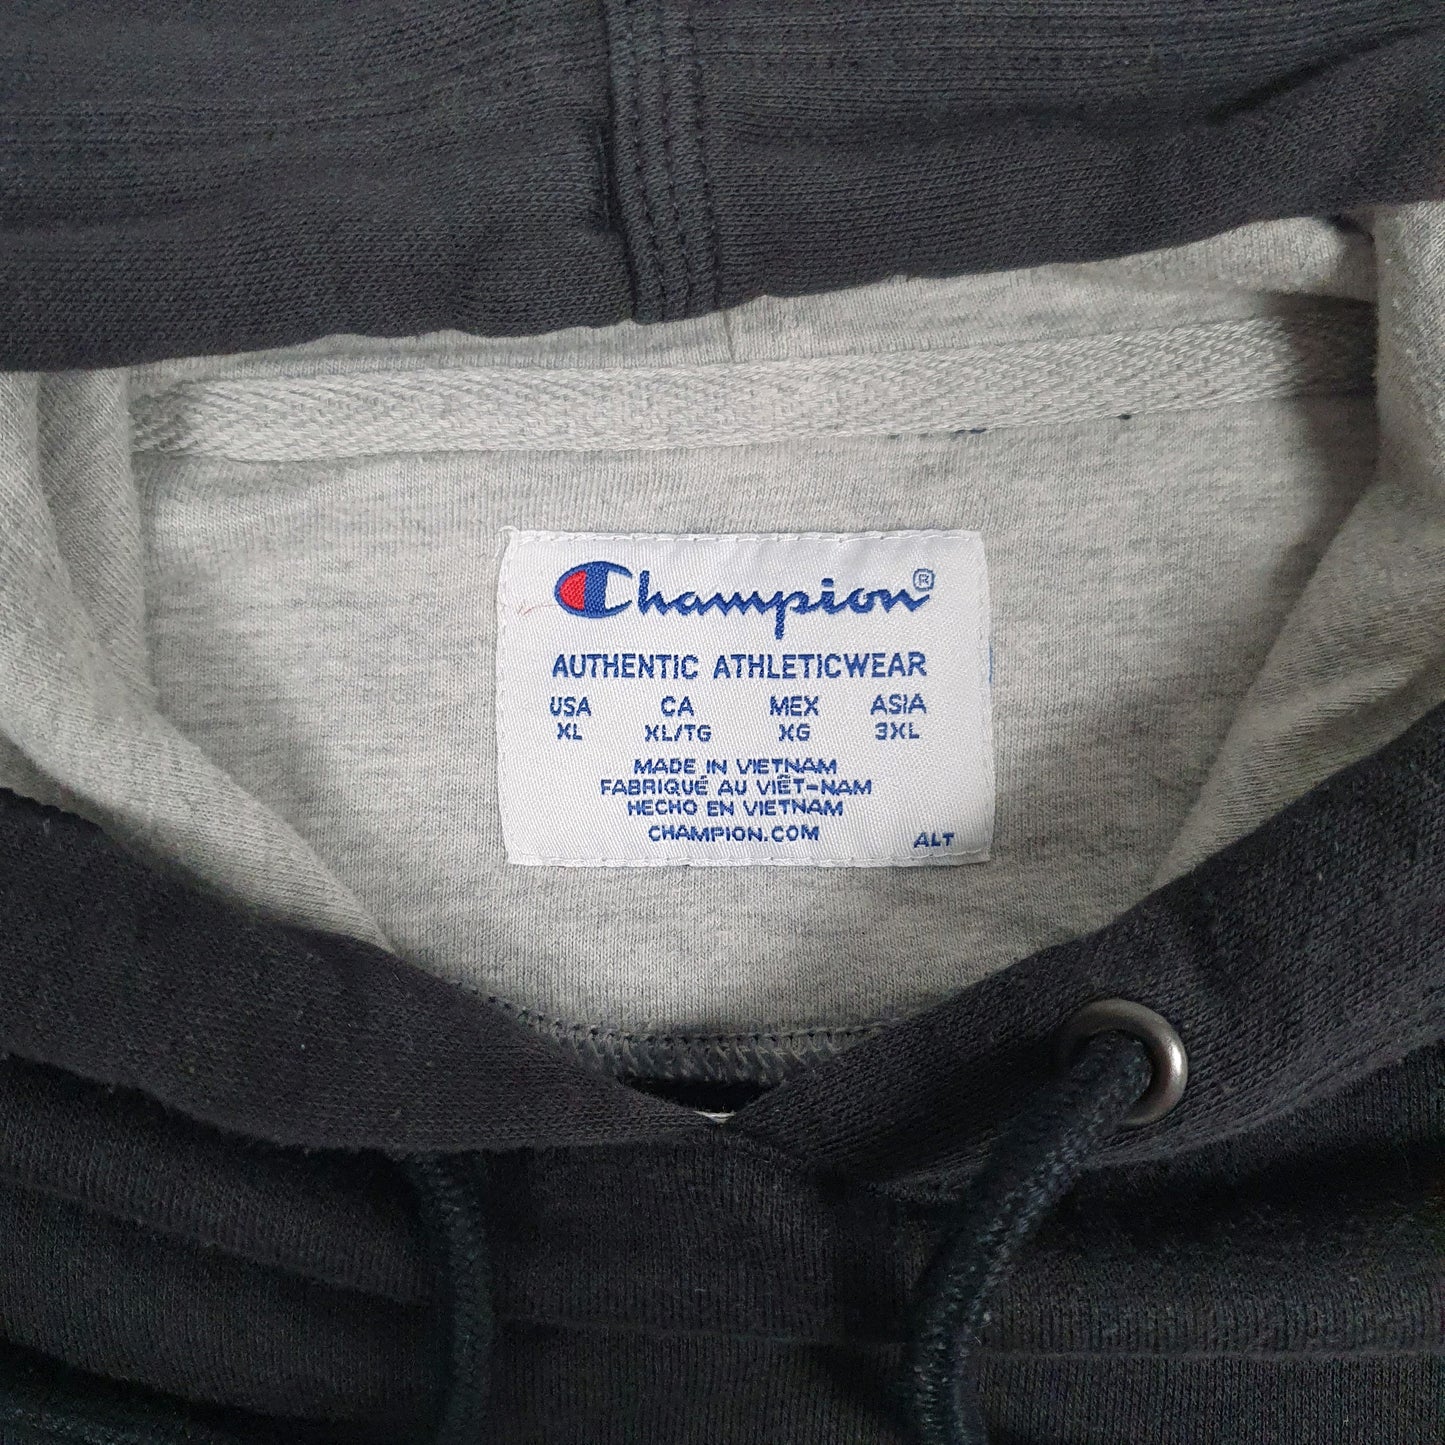 Champion®
AUTHENTIC ATHLETICWEAR
USA CA MEX ASIA
XL XL/TG XG 3XL
MADE IN VIETNAM
FABRIQUÉ AU VIÊT-NAM
HECHO EN VIETNAM
CHAMPION.COM
ALT